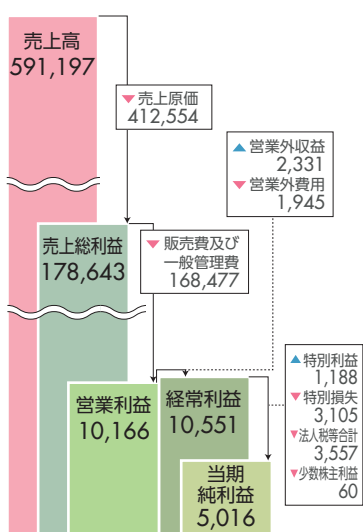 売上高
591,197
▼売上原価
412,554
▲営業外収益
2,331
▼営業外費用
1,945
売上総利益
178,643
▼販売費及び
一般管理費
168,477
営業利益
10,166
経常利益
10,551
▲特別利益
1,188
▼特別損失
3,105
▼法人税等合計
3,557
▼少数株主利益
60
当期
純利益
5,016